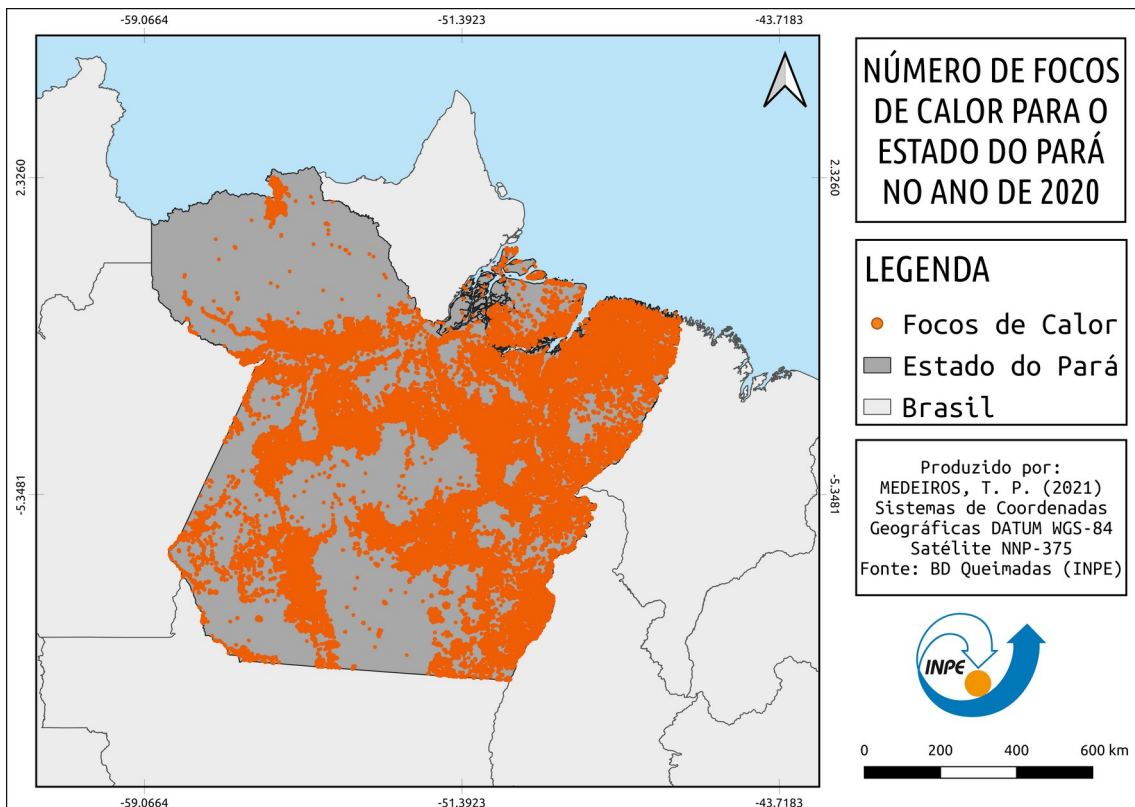 -59.0664 -51.3923 -43.7183
2.3260 2.3260
-5.3481 -5.3481
-59.0664 -51.3923 -43.7183
NÚMERO DE FOCOS
DE CALOR PARA O
ESTADO DO PARÁ
NO ANO DE 2020
LEGENDA
Focos de Calor
Estado do Pará
Brasil
Produzido por:
MEDEIROS, T. P. (2021)
Sistemas de Coordenadas
Geográficas DATUM WGS-84
Satélite NNP-375
Fonte: BD Queimadas (INPE)
INPE
0 200 400 600 km